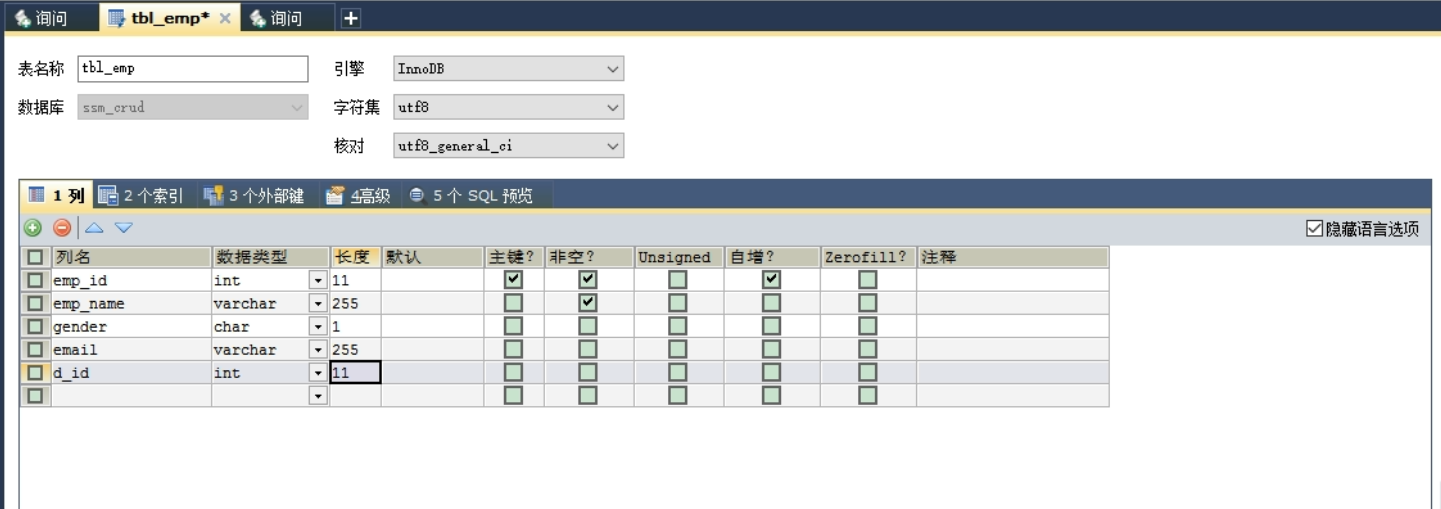 询问 tbl_emp* 询问
表名称 tbl_emp 引擎 InnoDB
数据库 ssm_crud 字符集 utf8
核对 utf8_general_ci
1 列 2 个索引 3 个外部键 4高级 5 个 SQL 预览
隐藏语言选项
列名 数据类型 长度 默认 主键? 非空? Unsigned 自增? Zerofill? 注释
emp_id int 11
emp_name varchar 255
gender char 1
email varchar 255
d_id int 11